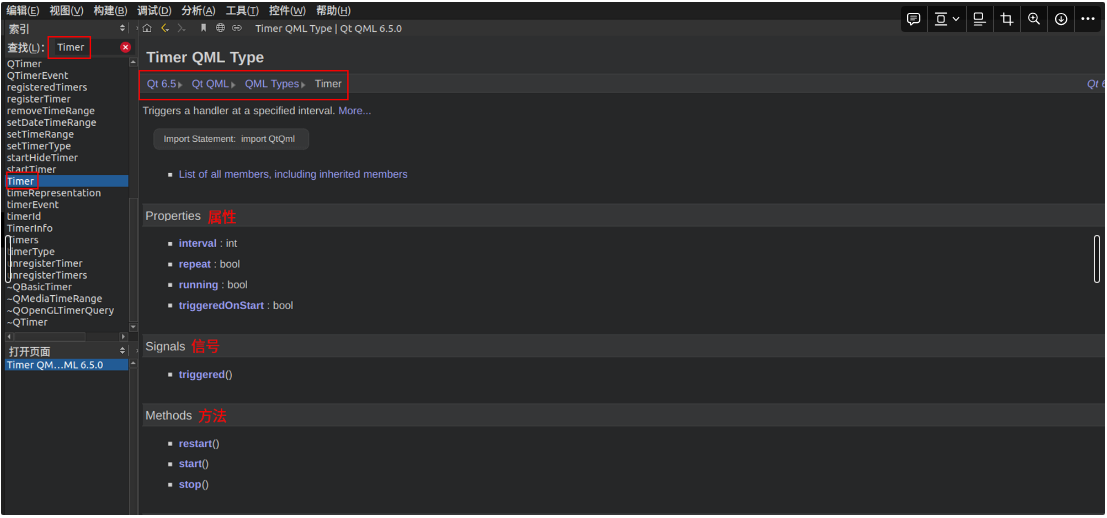 编辑(E) 视图(V) 构建(B) 调试(D) 分析(A) 工具(T) 控件(W) 帮助(H)
索引
Timer QML Type | Qt QML 6.5.0
查找(L): Timer
QTimer
QTimerEvent
registeredTimers
registerTimer
removeTimeRange
setDateTimeRange
setTimeRange
setTimerType
startHideTimer
startTimer
Timer
timeRepresentation
timerEvent
timerId
TimerInfo
Timers
timerType
unregisterTimer
unregisterTimers
~QBasicTimer
~QMediaTimeRange
~QOpenGLTimerQuery
~QTimer
打开页面
Timer QM...ML 6.5.0
Timer QML Type
Qt 6.5 Qt QML QML Types Timer
Qt 6
Triggers a handler at a specified interval. More...
Import Statement: import QtQml
List of all members, including inherited members
Properties 属性
interval : int
repeat : bool
running : bool
triggeredOnStart : bool
Signals 信号
triggered()
Methods 方法
restart()
start()
stop()